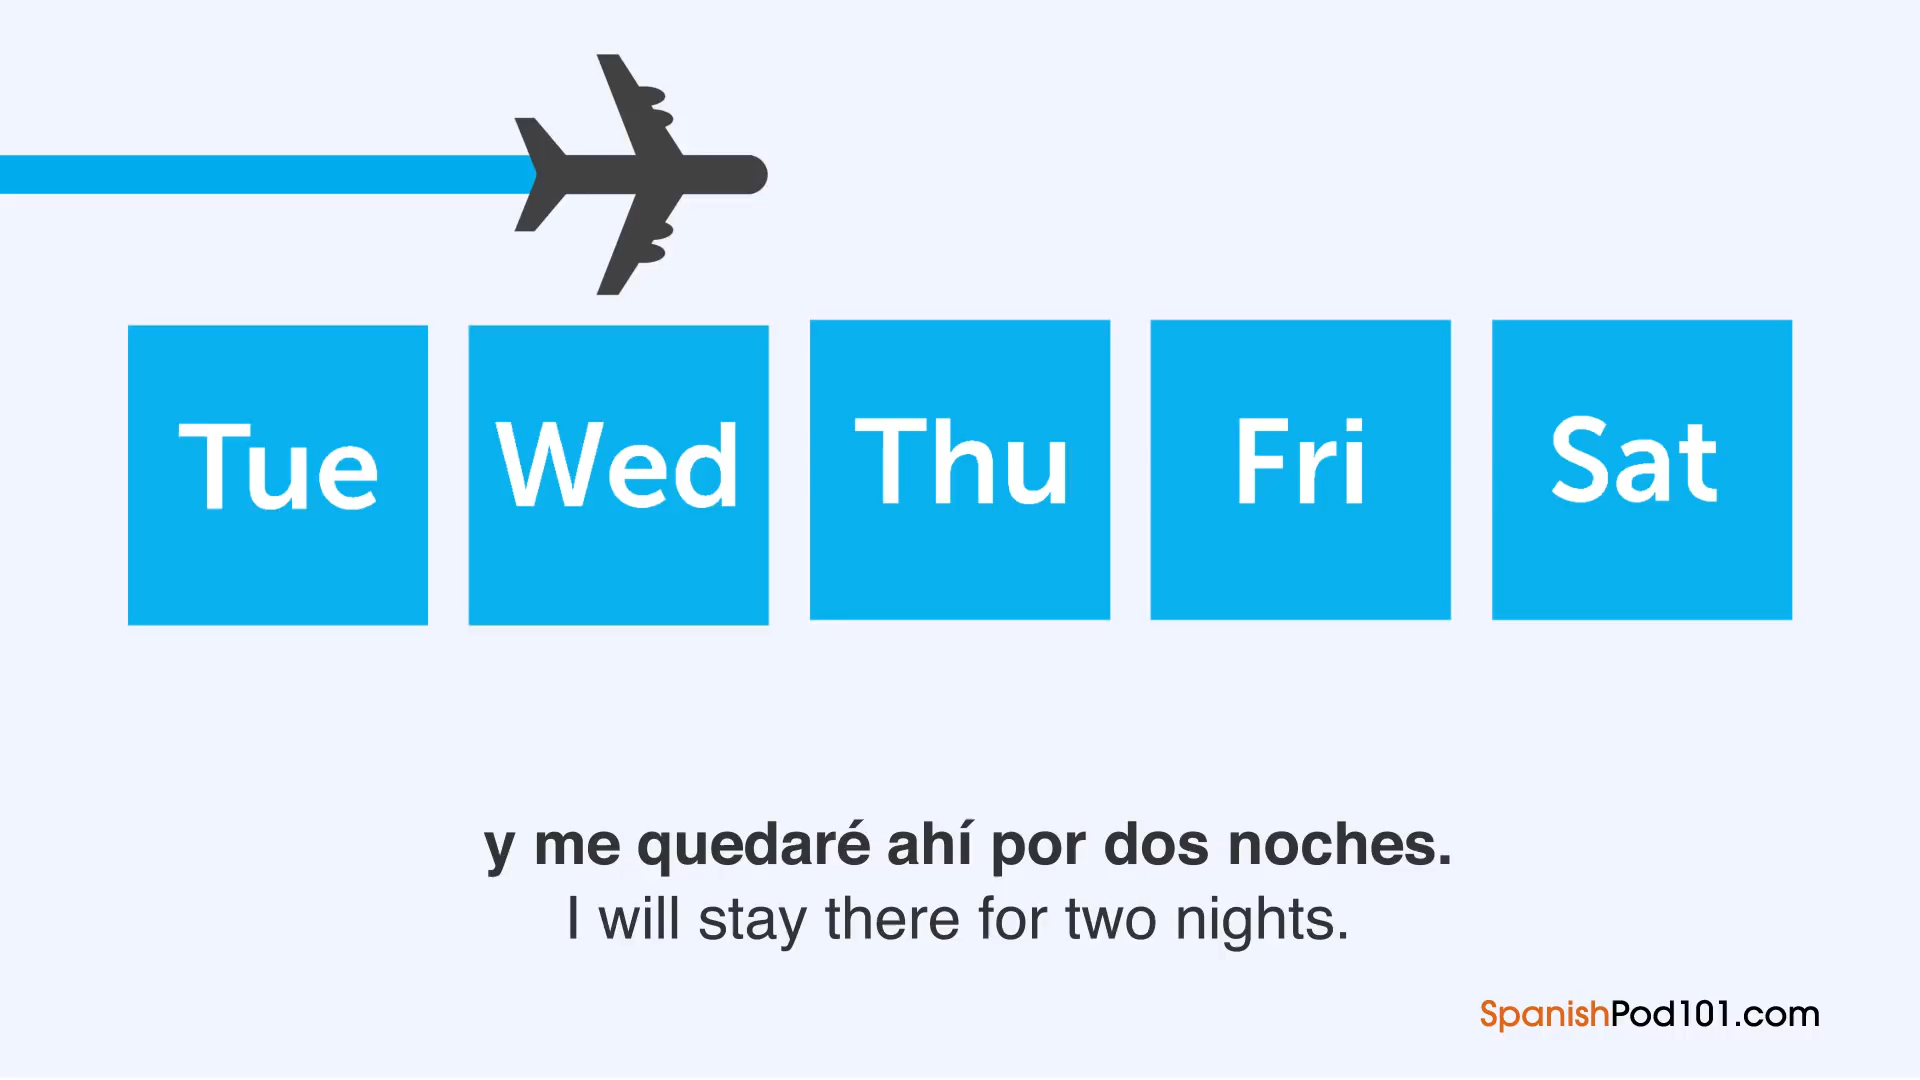 Tue Wed Thu Fri Sat
y me quedaré ahí por dos noches.
I will stay there for two nights.
SpanishPod101.com